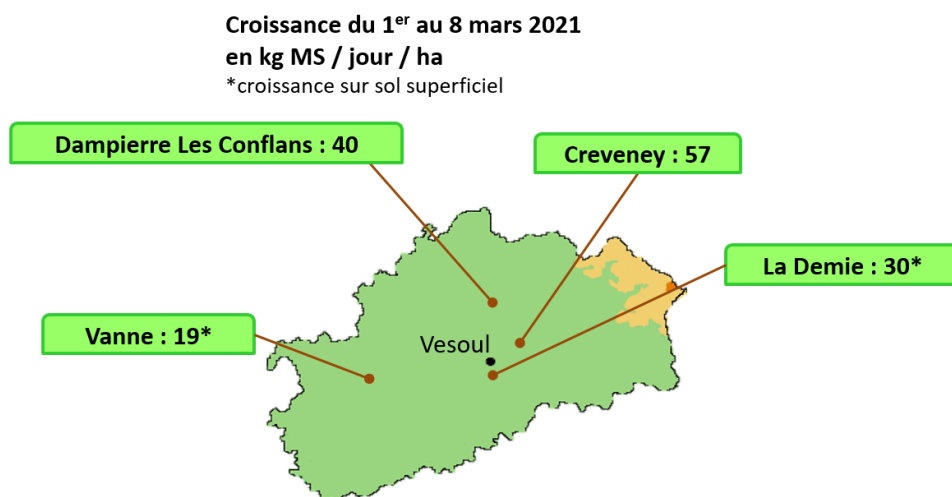 Croissance du 1er au 8 mars 2021
en kg MS / jour / ha
*croissance sur sol superficiel
Dampierre Les Conflans : 40
Creveney : 57
La Demie : 30*
Vanne : 19*
Vesoul